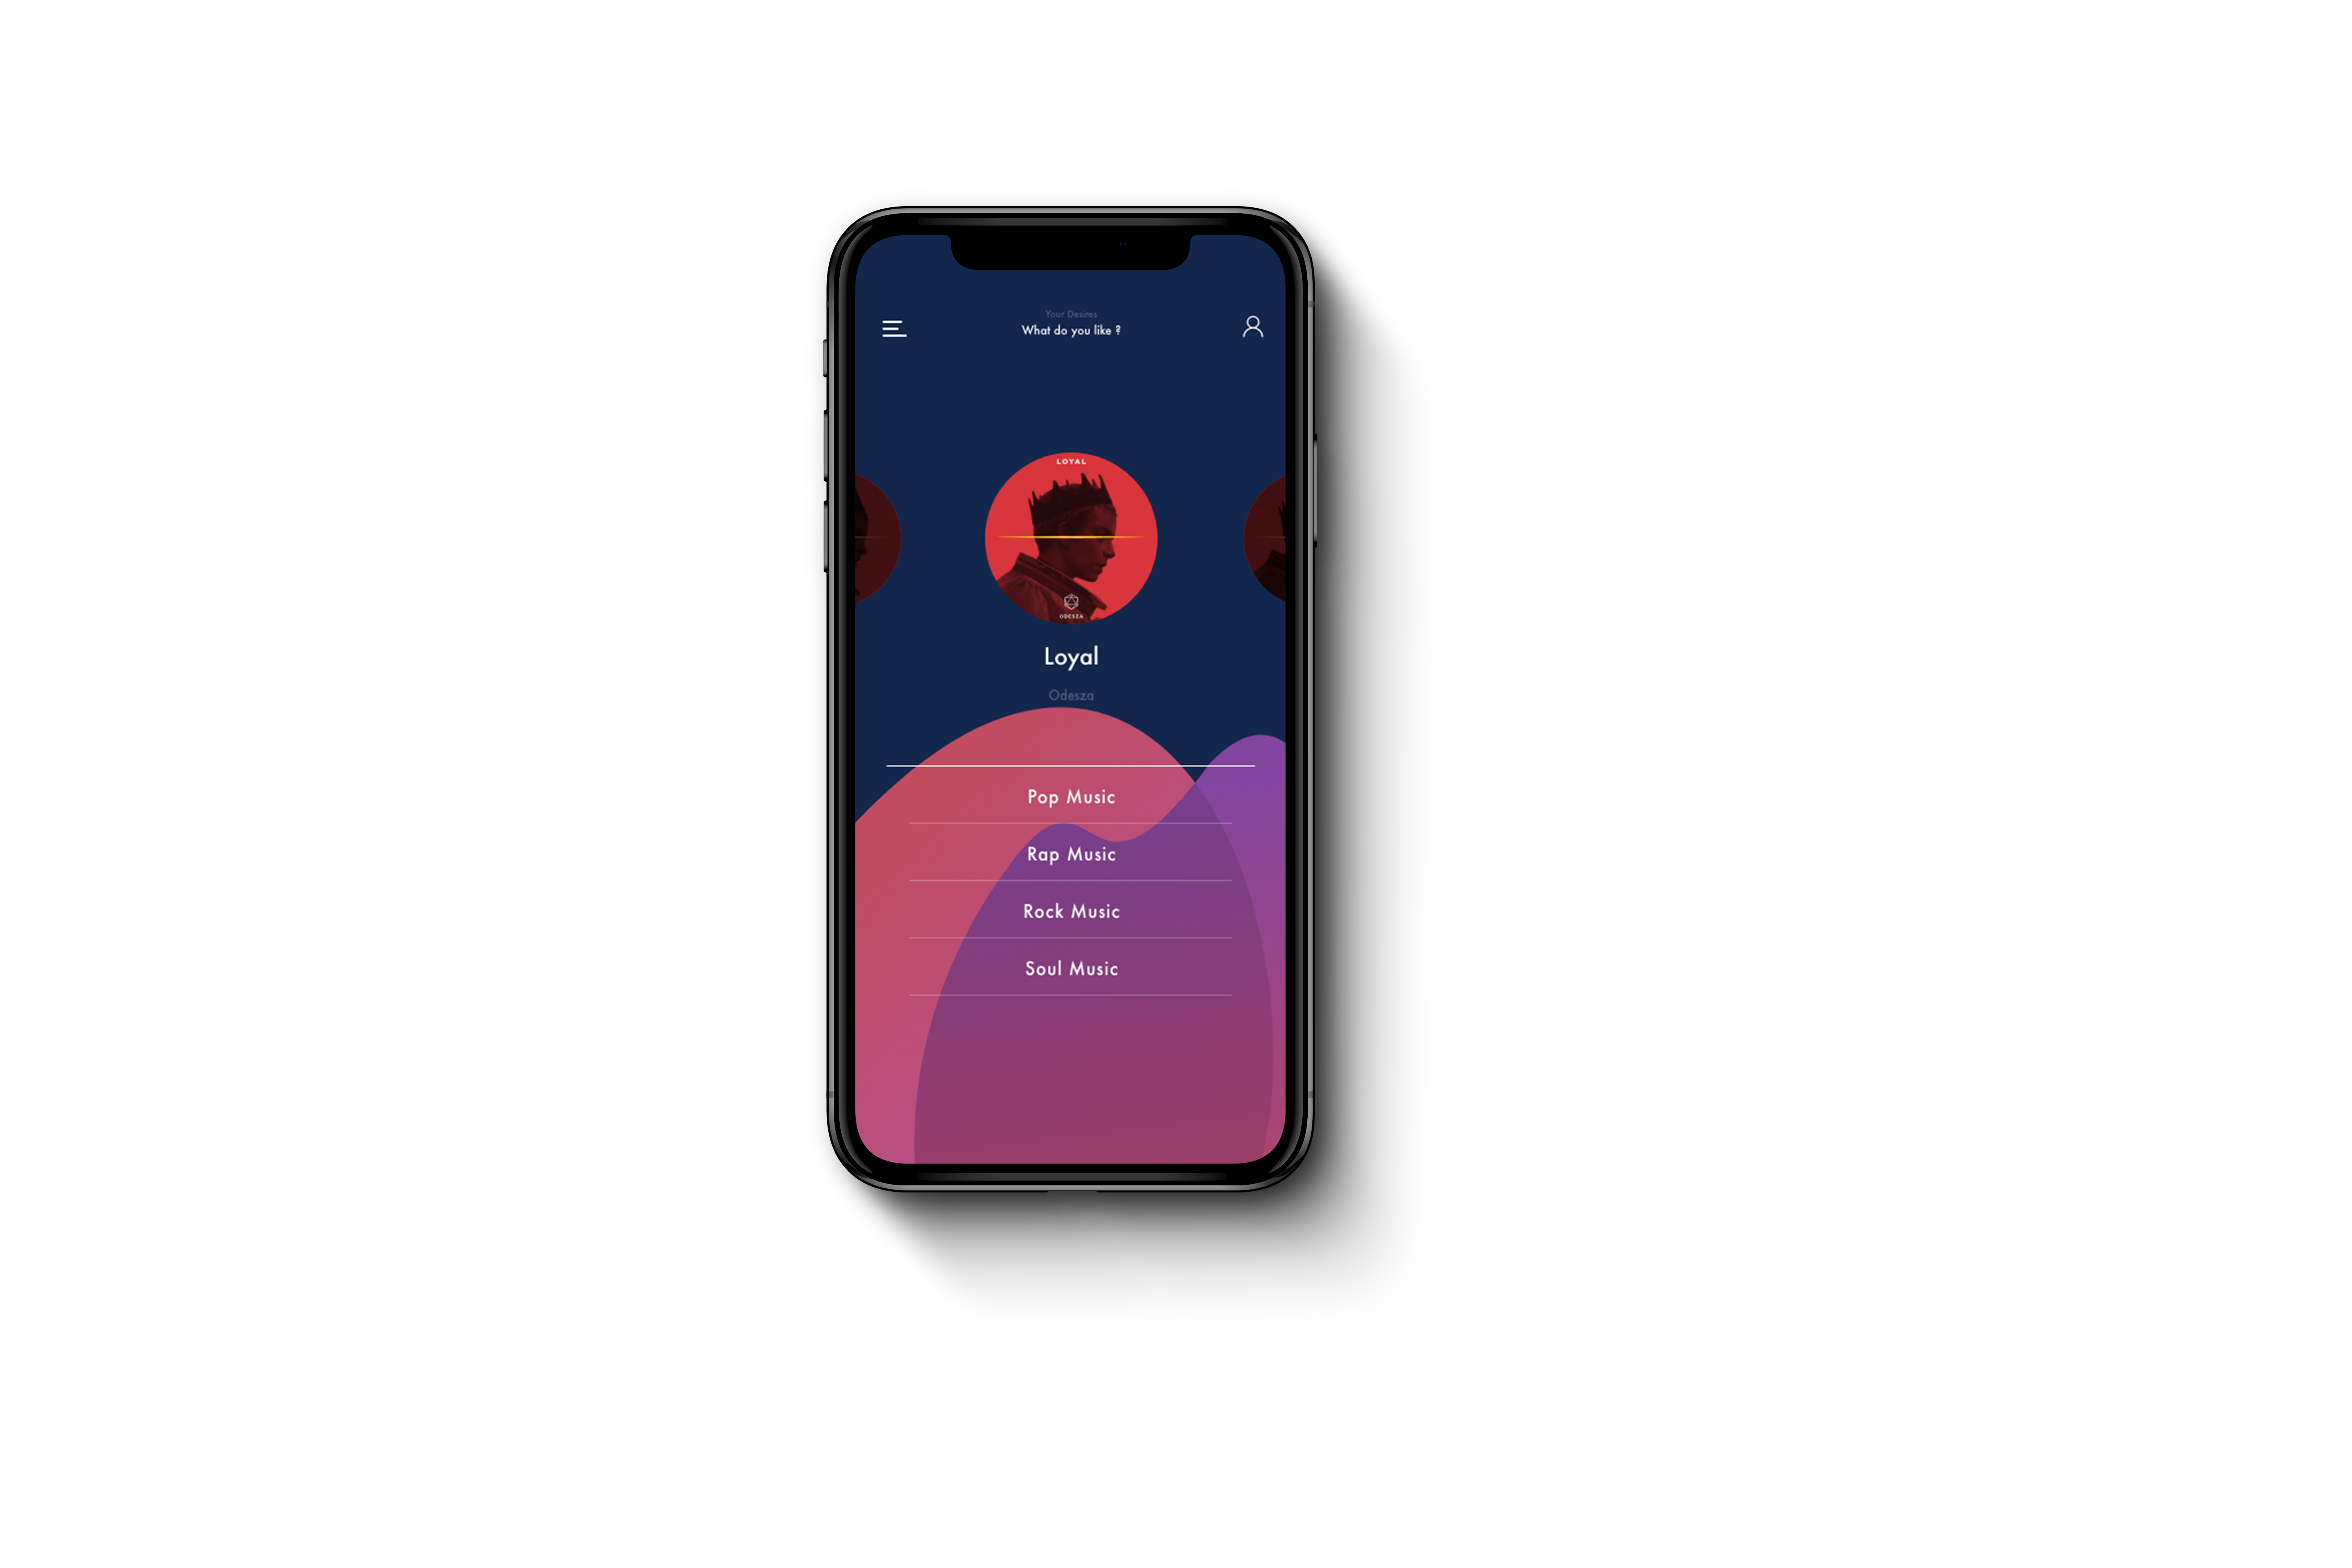 Your Desires
What do you like ?
LOYAL
ODESZA
Loyal
Odesza
Pop Music
Rap Music
Rock Music
Soul Music